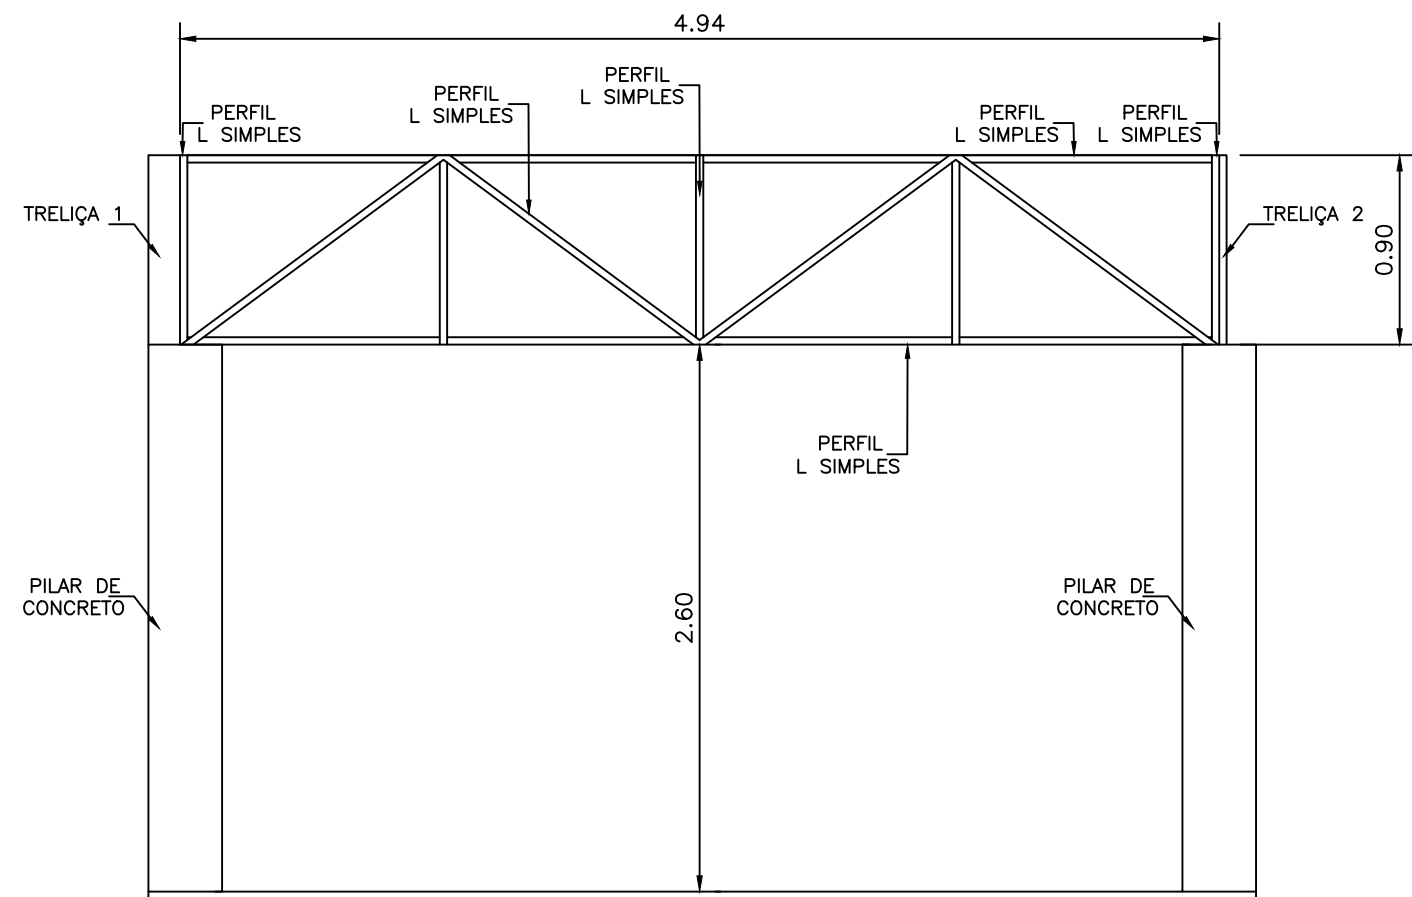 4.94
PERFIL
L SIMPLES
PERFIL
L SIMPLES
PERFIL
L SIMPLES
PERFIL
L SIMPLES
PERFIL
L SIMPLES
TRELIÇA 1
TRELIÇA 2
0.90
PERFIL
L SIMPLES
PILAR DE
CONCRETO
2.60
PILAR DE
CONCRETO